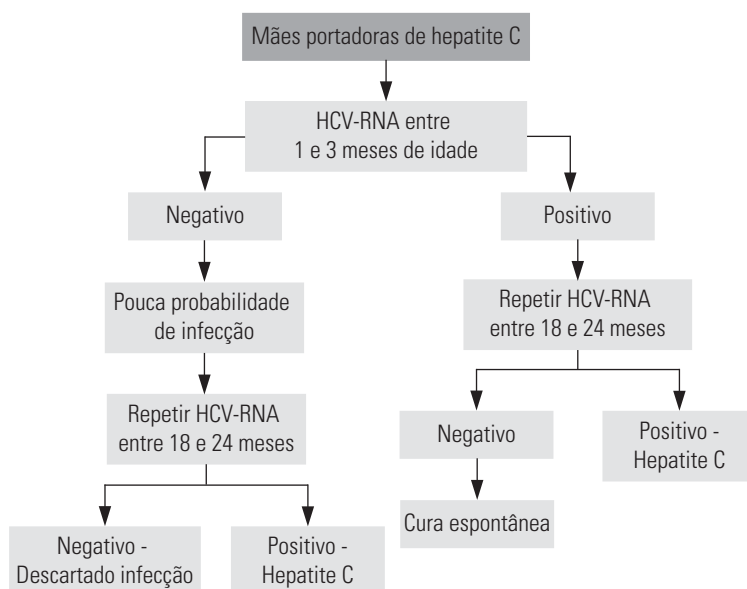 Mães portadoras de hepatite C
HCV-RNA entre
1 e 3 meses de idade
Negativo
Positivo
Pouca probabilidade
de infecção
Repetir HCV-RNA
entre 18 e 24 meses
Repetir HCV-RNA
entre 18 e 24 meses
Negativo
Positivo -
Hepatite C
Cura espontânea
Negativo -
Descartado infecção
Positivo -
Hepatite C